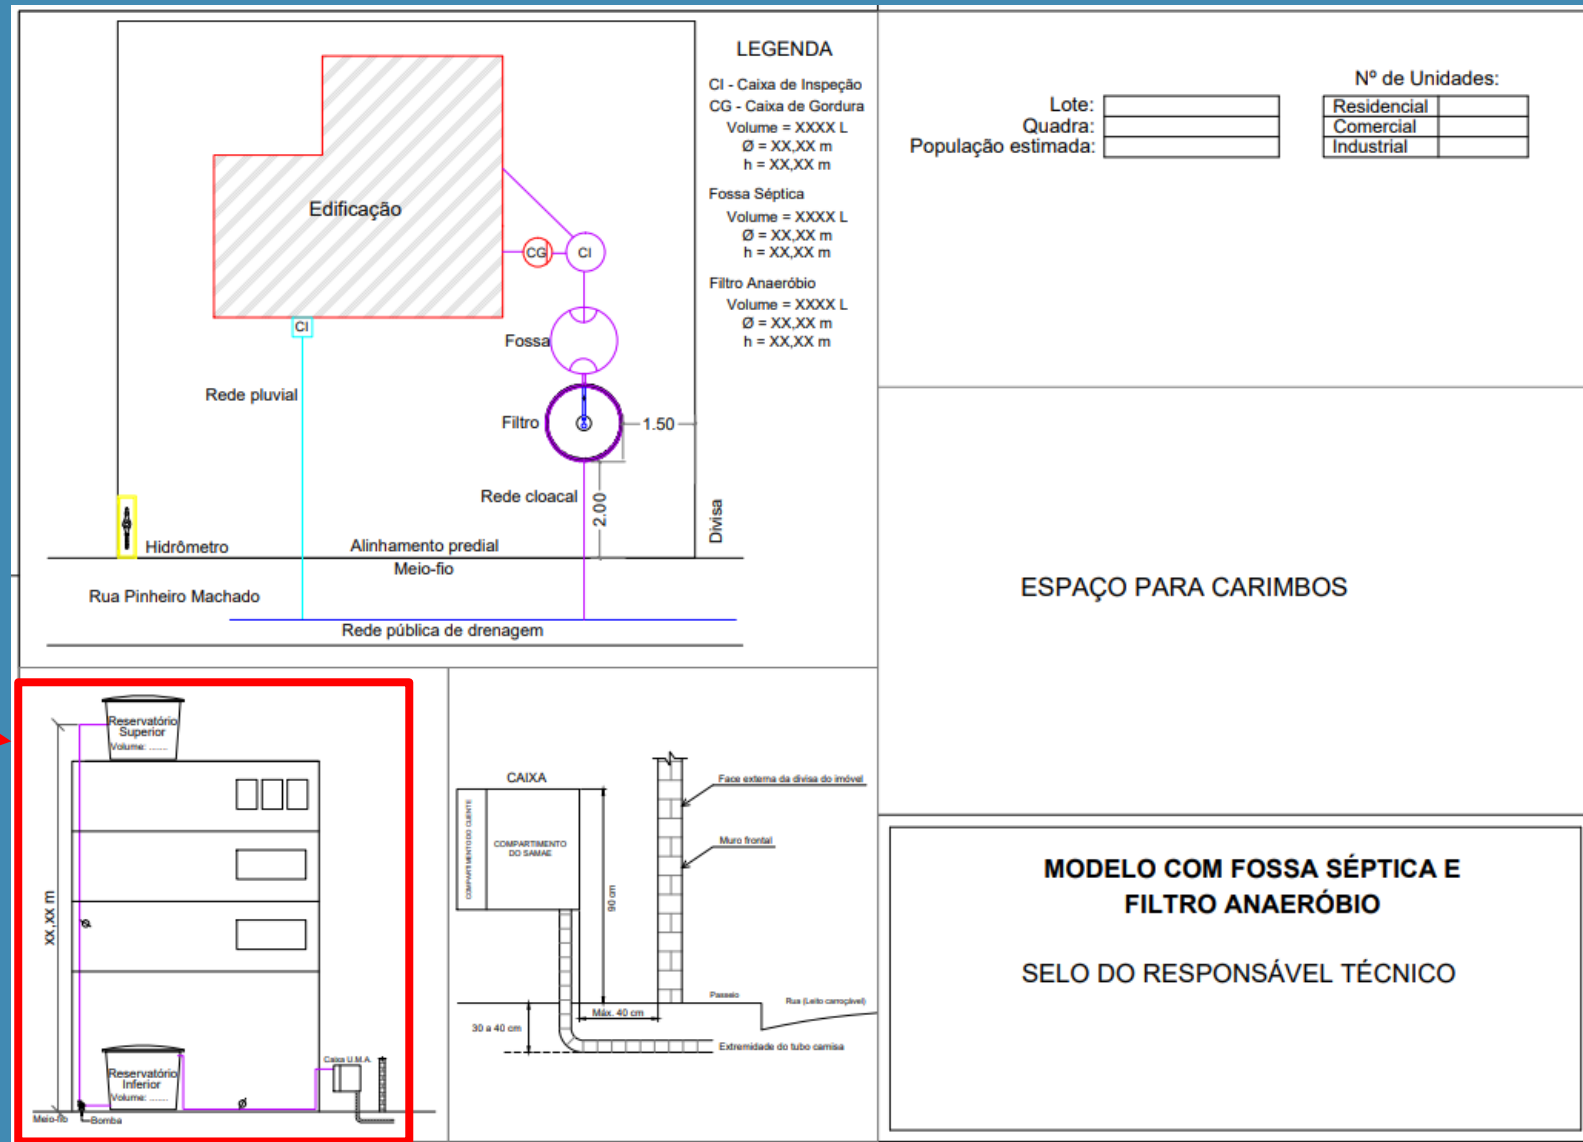 LEGENDA
CI - Caixa de Inspeção
CG - Caixa de Gordura
Volume = XXXX L
Ø = XX,XX m
h = XX,XX m
Fossa Séptica
Volume = XXXX L
Ø = XX,XX m
h = XX,XX m
Filtro Anaeróbio
Volume = XXXX L
Ø = XX,XX m
h = XX,XX m
Edificação
CG
CI
CI
Fossa
Rede pluvial
Filtro
1.50
Rede cloacal
2.00
Divisa
Hidrômetro
Alinhamento predial
Meio-fio
Rua Pinheiro Machado
Rede pública de drenagem
Nº de Unidades:
Lote:
Quadra:
População estimada:
Residencial
Comercial
Industrial
ESPAÇO PARA CARIMBOS
Reservatório
Superior
Volume: ........
xx,xx m
Ø
Reservatório
Inferior
Volume: ........
Caixa U.M.A.
Ø
Meio-fio
Bomba
CAIXA
COMPARTIMENTO DO CLIENTE
COMPARTIMENTO
DO SAMAE
90 cm
Face externa da divisa do imóvel
Muro frontal
Passeio
Rua (Leito carroçável)
Máx. 40 cm
30 a 40 cm
Extremidade do tubo camisa
MODELO COM FOSSA SÉPTICA E
FILTRO ANAERÓBIO
SELO DO RESPONSÁVEL TÉCNICO